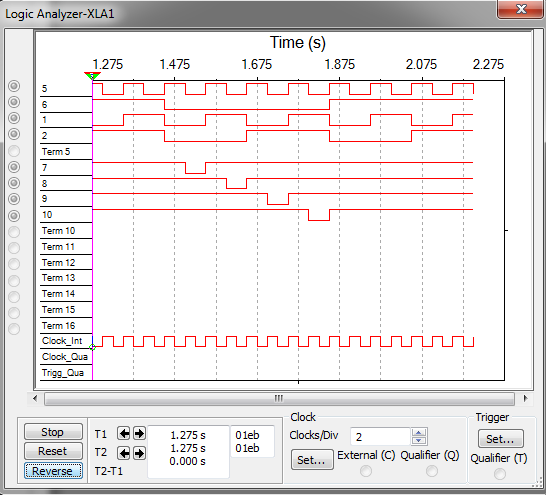 Logic Analyzer-XLA1
Time (s)
1.275 1.475 1.675 1.875 2.075 2.275
5
6
1
2
Term 5
7
8
9
10
Term 10
Term 11
Term 12
Term 13
Term 14
Term 15
Term 16
Clock_Int
Clock_Qua
Trigg_Qua
Stop
Reset
Reverse
T1 1.275 s 01eb
T2 1.275 s 01eb
T2-T1 0.000 s
Clock
Clocks/Div 2
Set... External (C) Qualifier (Q)
Trigger
Set...
Qualifier (T)